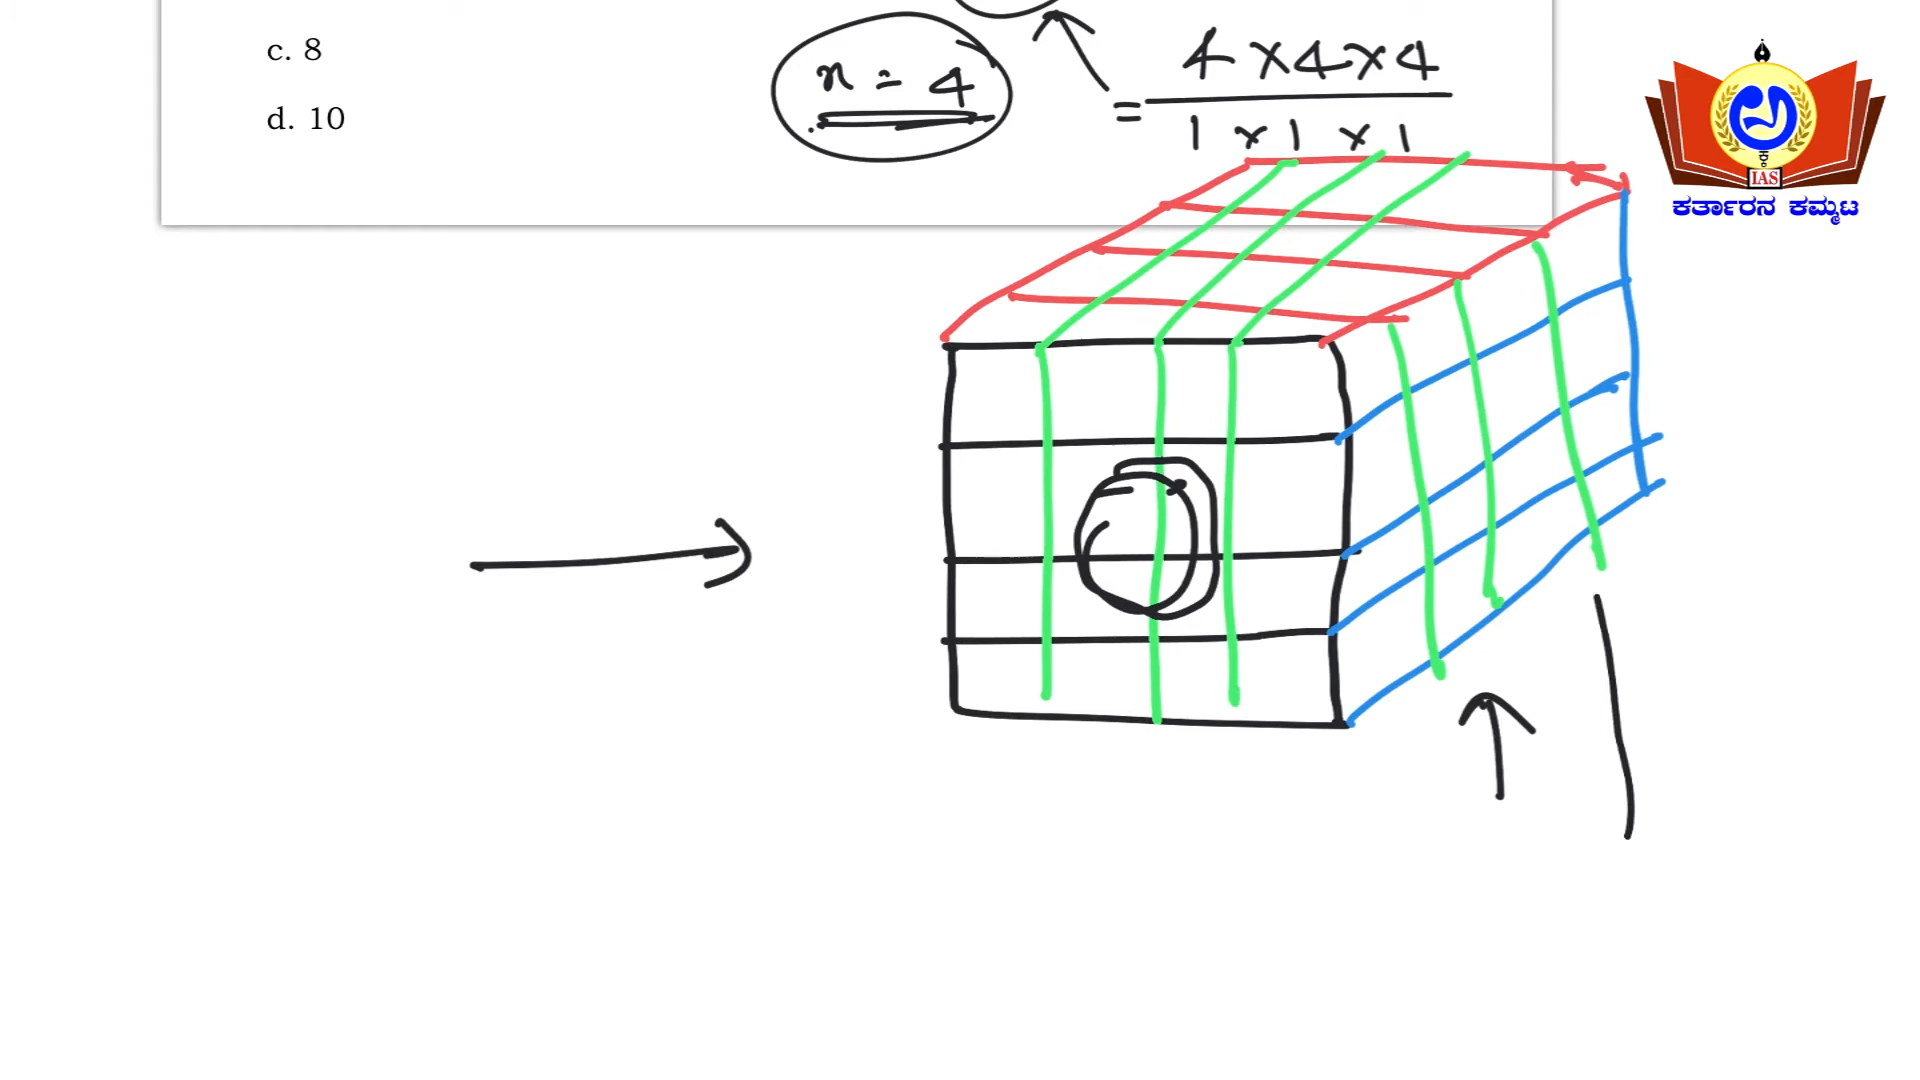 c. 8
d. 10
n = 4
= 4 × 4 × 4
1 × 1 × 1
IAS
ಕರ್ತಾರನ ಕಮ್ಮಟ